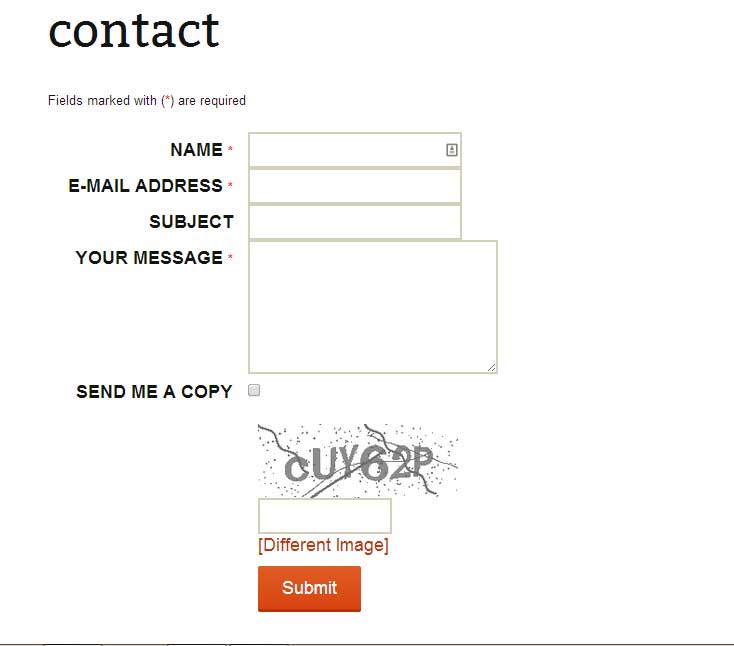 contact
Fields marked with (*) are required
NAME *
E-MAIL ADDRESS *
SUBJECT
YOUR MESSAGE *
SEND ME A COPY
cUY62P
[Different Image]
Submit